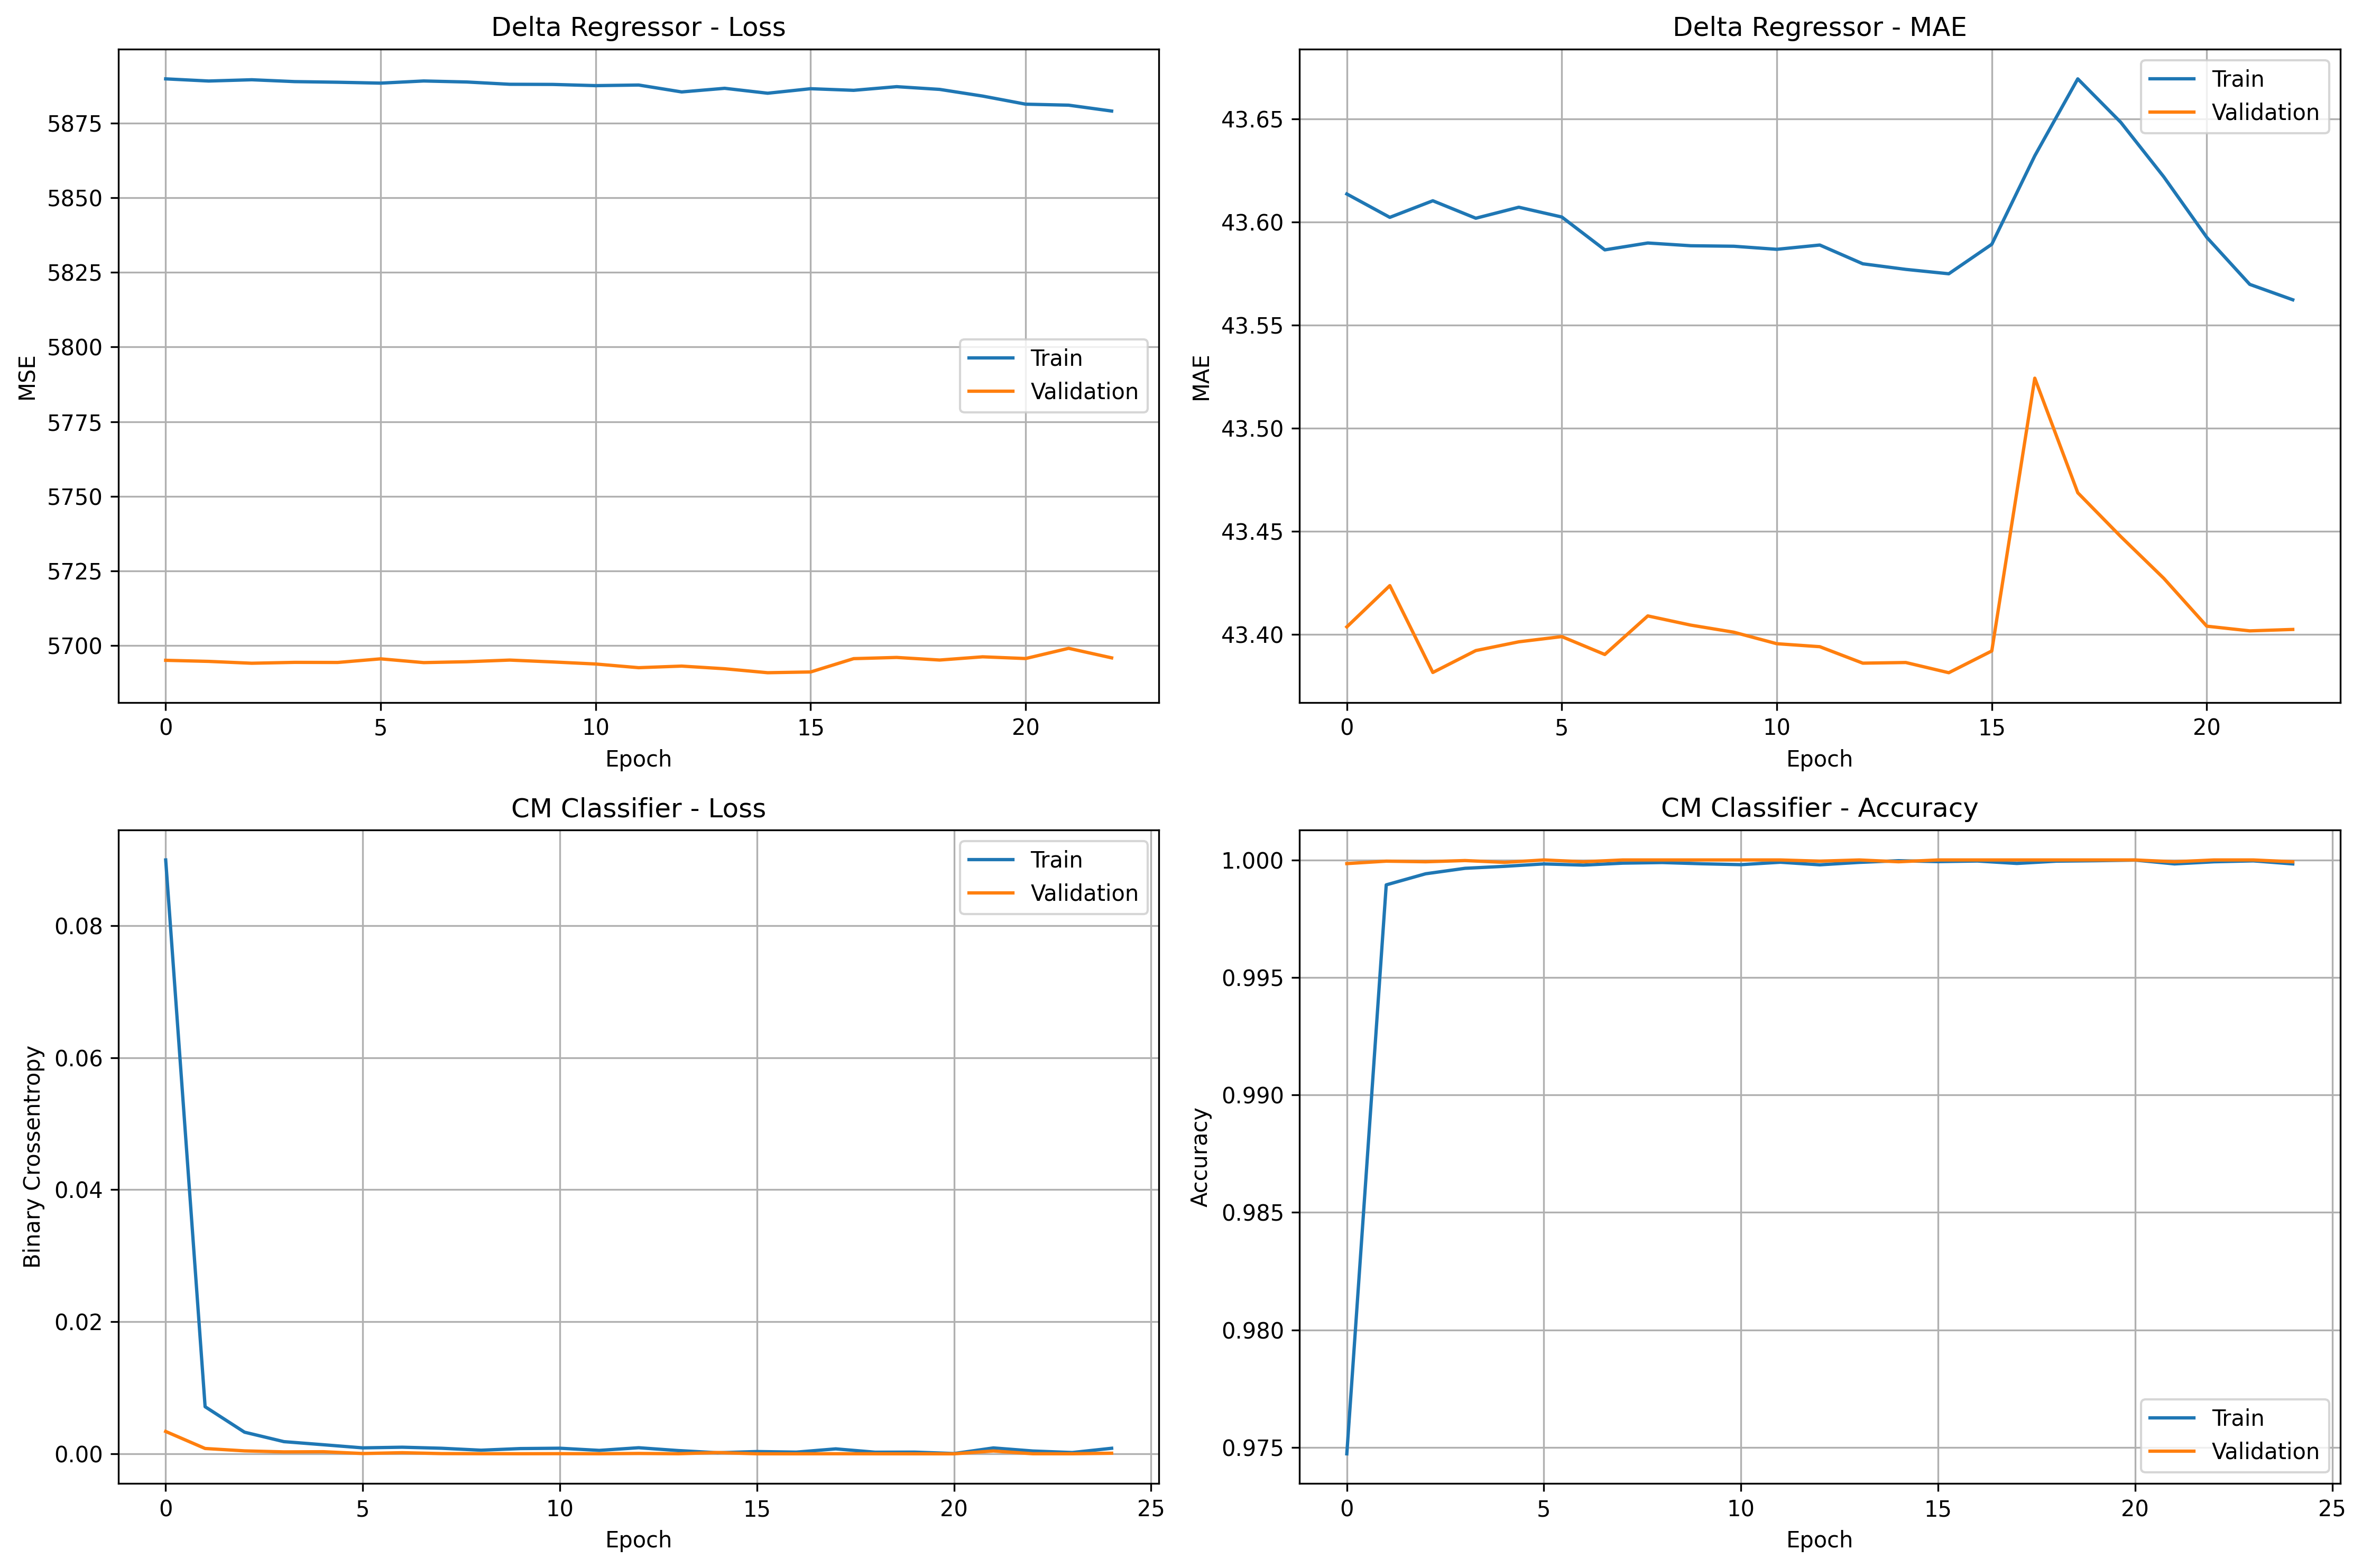 Delta Regressor - Loss
MSE
5875
5850
5825
5800
5775
5750
5725
5700
0 5 10 15 20
Epoch
Train
Validation
Delta Regressor - MAE
MAE
43.65
43.60
43.55
43.50
43.45
43.40
0 5 10 15 20
Epoch
Train
Validation
CM Classifier - Loss
Binary Crossentropy
0.08
0.06
0.04
0.02
0.00
0 5 10 15 20 25
Epoch
Train
Validation
CM Classifier - Accuracy
Accuracy
1.000
0.995
0.990
0.985
0.980
0.975
0 5 10 15 20 25
Epoch
Train
Validation